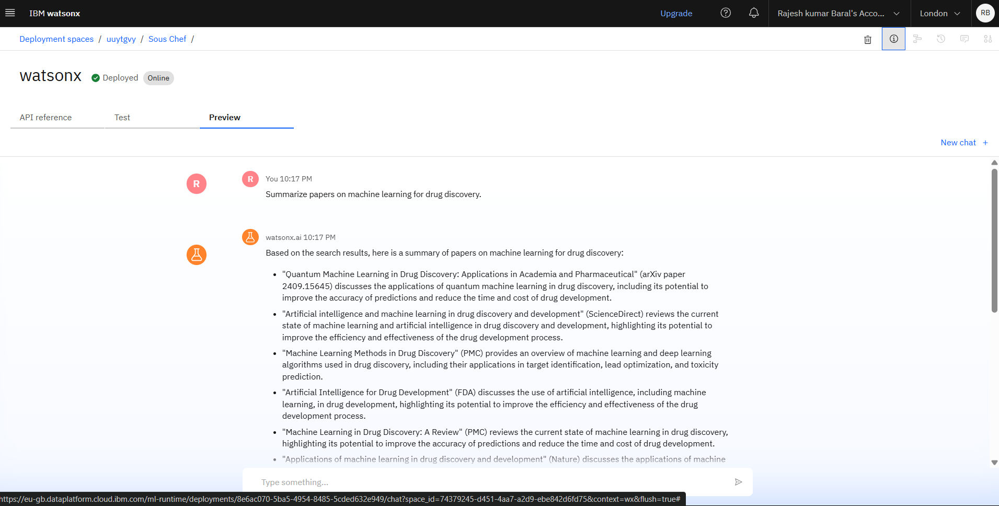 IBM watsonx
Upgrade
Rajesh kumar Baral's Acco...
London
RB
Deployment spaces / uuytgvy / Sous Chef /
watsonx
Deployed
Online
API reference
Test
Preview
New chat +
R
R
You 10:17 PM
Summarize papers on machine learning for drug discovery.
watsonx.ai 10:17 PM
Based on the search results, here is a summary of papers on machine learning for drug discovery:
• "Quantum Machine Learning in Drug Discovery: Applications in Academia and Pharmaceutical" (arXiv paper
2409.15645) discusses the applications of quantum machine learning in drug discovery, including its potential to
improve the accuracy of predictions and reduce the time and cost of drug development.
• "Artificial intelligence and machine learning in drug discovery and development" (ScienceDirect) reviews the current
state of machine learning and artificial intelligence in drug discovery and development, highlighting its potential to
improve the efficiency and effectiveness of the drug development process.
• "Machine Learning Methods in Drug Discovery" (PMC) provides an overview of machine learning and deep learning
algorithms used in drug discovery, including their applications in target identification, lead optimization, and toxicity
prediction.
• "Artificial Intelligence for Drug Development" (FDA) discusses the use of artificial intelligence, including machine
learning, in drug development, highlighting its potential to improve the efficiency and effectiveness of the drug
development process.
• "Machine Learning in Drug Discovery: A Review" (PMC) reviews the current state of machine learning in drug discovery,
highlighting its potential to improve the accuracy of predictions and reduce the time and cost of drug development.
• "Applications of machine learning in drug discovery and development" (Nature) discusses the applications of machine
Type something...
https://eu-gb.dataplatform.cloud.ibm.com/ml-runtime/deployments/8e6ac070-5ba5-4954-8485-5cded632e949/chat?space_id=74379245-d451-4aa7-a2d9-ebe842d6fd75&context=wx&flush=true#